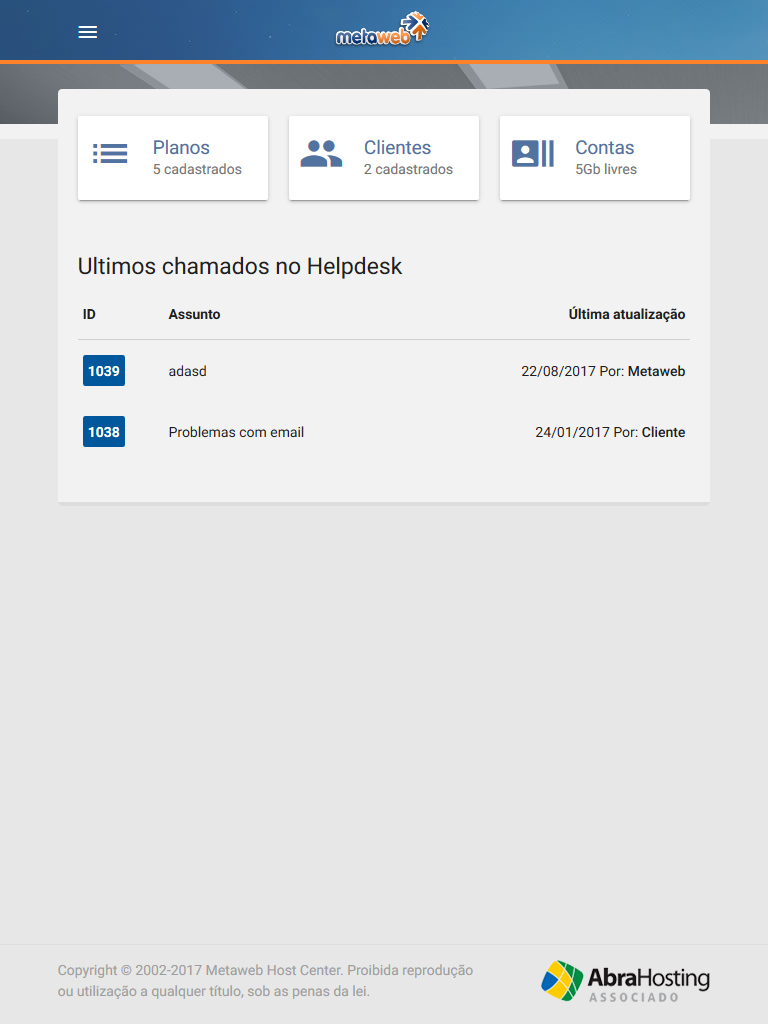 metaweb
Planos
5 cadastrados
Clientes
2 cadastrados
Contas
5Gb livres
Ultimos chamados no Helpdesk
ID Assunto Última atualização
1039 adasd 22/08/2017 Por: Metaweb
1038 Problemas com email 24/01/2017 Por: Cliente
Copyright © 2002-2017 Metaweb Host Center. Proibida reprodução
ou utilização a qualquer título, sob as penas da lei.
AbraHosting
ASSOCIADO